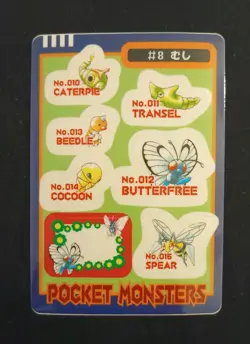 #8 むし
No.010
CATERPIE
No.011
TRANSEL
No.013
BEEDLE
No.012
BUTTERFREE
No.014
COCOON
No.015
SPEAR
POCKET MONSTERS